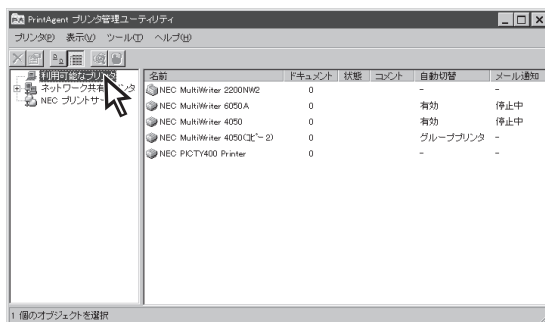 PrintAgent プリンタ管理ユーティリティ
プリンタ(P) 表示(V) ツール(T) ヘルプ(H)
利用可能なプリンタ
ネットワーク共有プリンタ
NEC プリントサー
名前 ドキュメント 状態 コメント 自動切替 メール通知
NEC MultiWriter 2200NW2 0 - -
NEC MultiWriter 6050A 0 有効 停止中
NEC MultiWriter 4050 0 有効 停止中
NEC MultiWriter 4050(コピー 2) 0 グループプリンタ -
NEC PICTY400 Printer 0 - -
1 個のオブジェクトを選択